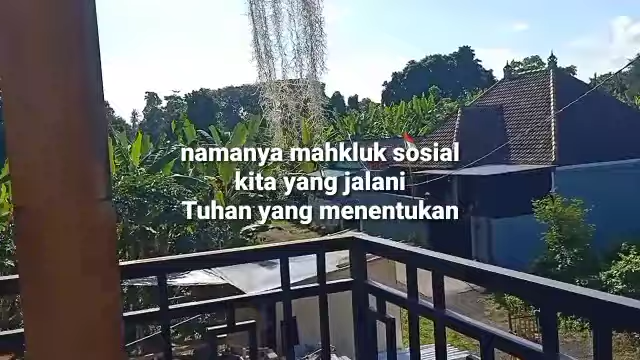 namanya mahkluk sosial
kita yang jalani
Tuhan yang menentukan